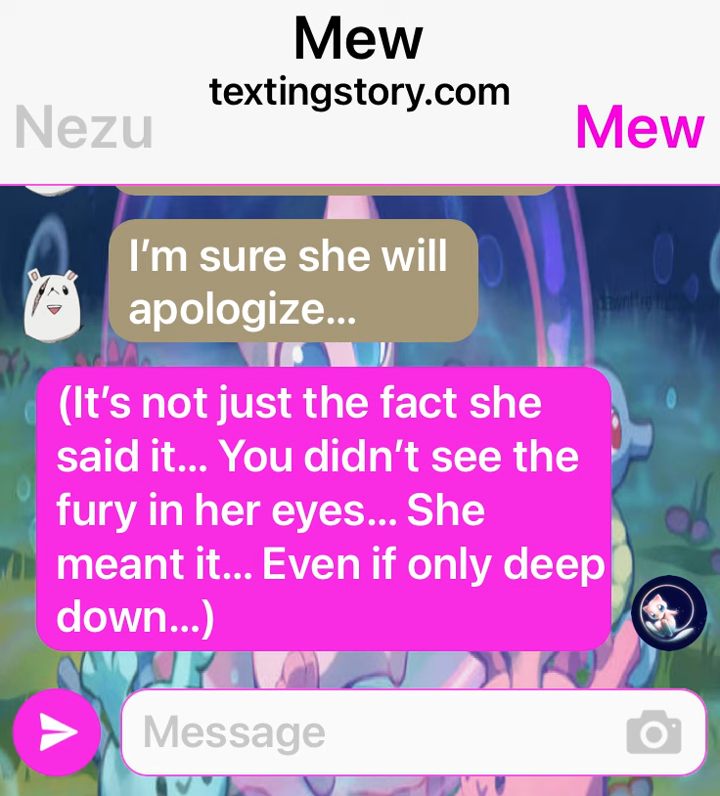 Mew
textingstory.com
Nezu
Mew
I’m sure she will
apologize...
(It’s not just the fact she
said it... You didn’t see the
fury in her eyes... She
meant it... Even if only deep
down...)
Message